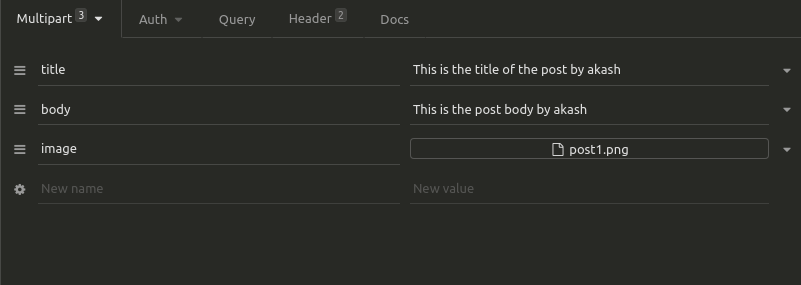 Multipart 3 Auth Query Header 2 Docs
title This is the title of the post by akash
body This is the post body by akash
image post1.png
New name New value